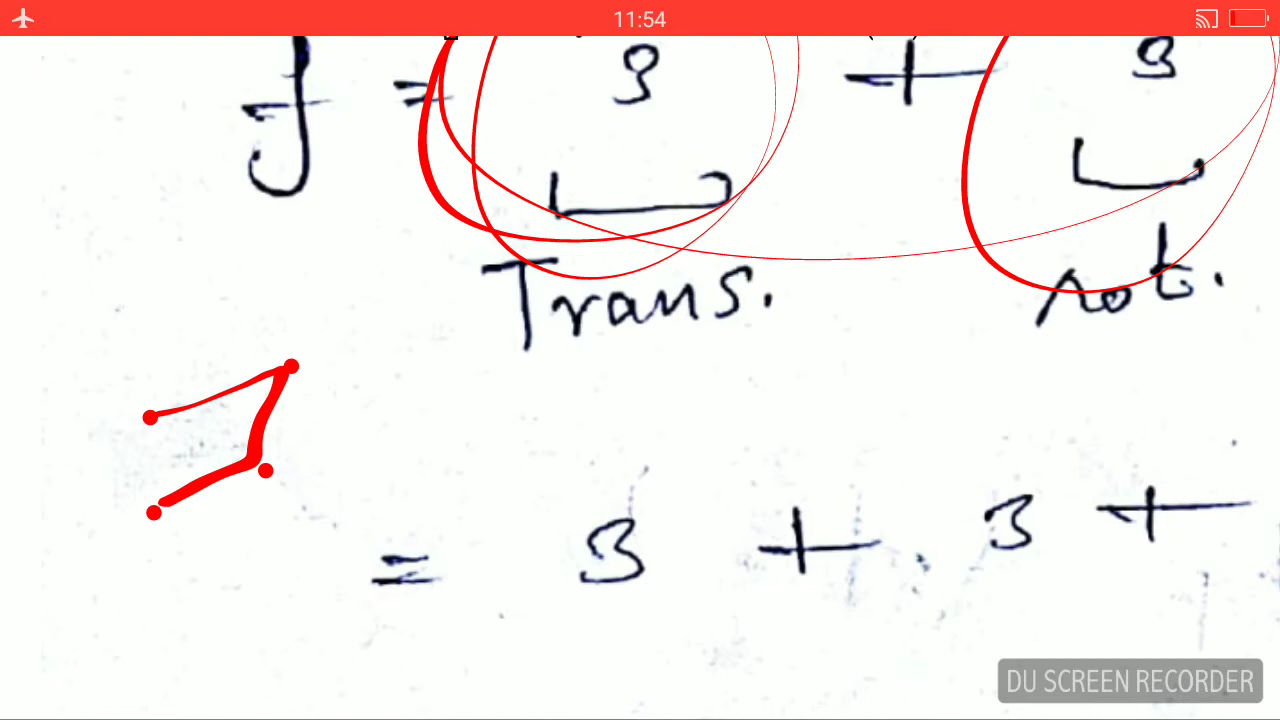 11:54
f = 3 + 3
Trans. rot.
= 3 + 3 +
DU SCREEN RECORDER